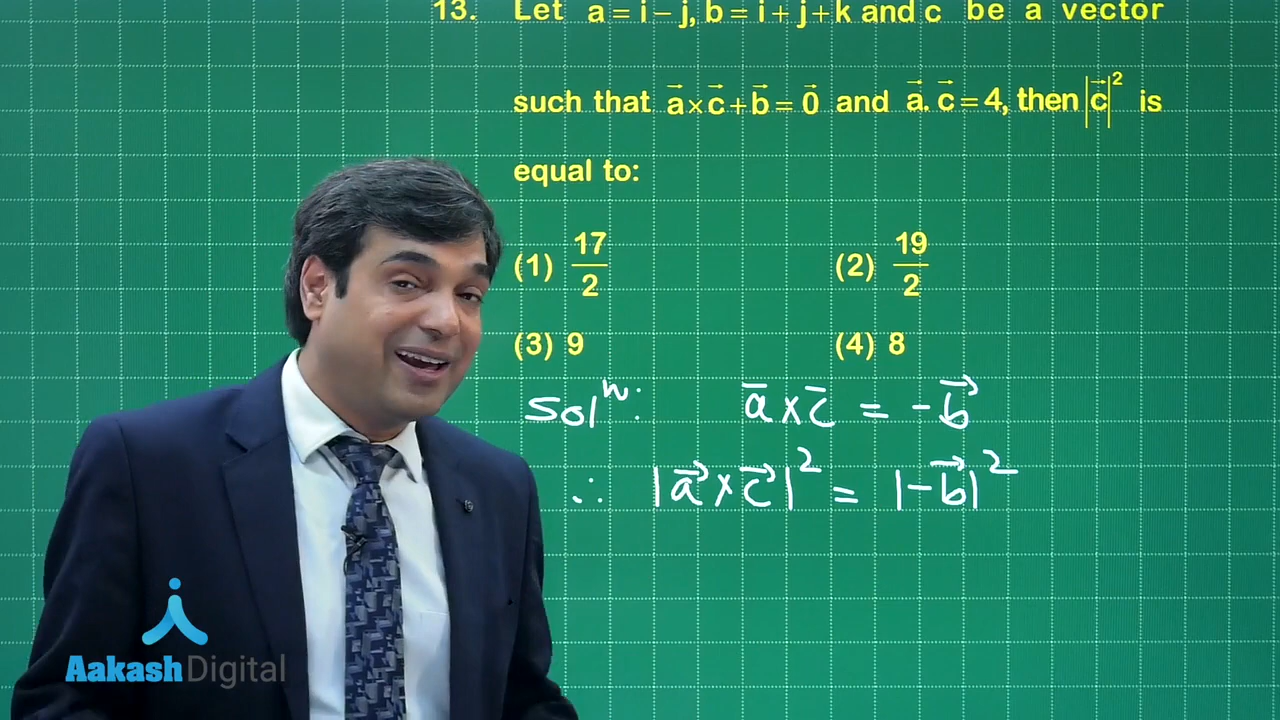 13. Let a = i – j, b = i + j + k and c be a vector
such that a⃗ × c⃗ + b⃗ = 0⃗ and a⃗ . c⃗ = 4, then |c⃗|² is
equal to:
(1) 17/2 (2) 19/2
(3) 9 (4) 8
Solⁿ: a̅ × c̅ = -b⃗
∴ |a⃗ × c⃗|² = |-b⃗|²
Aakash Digital